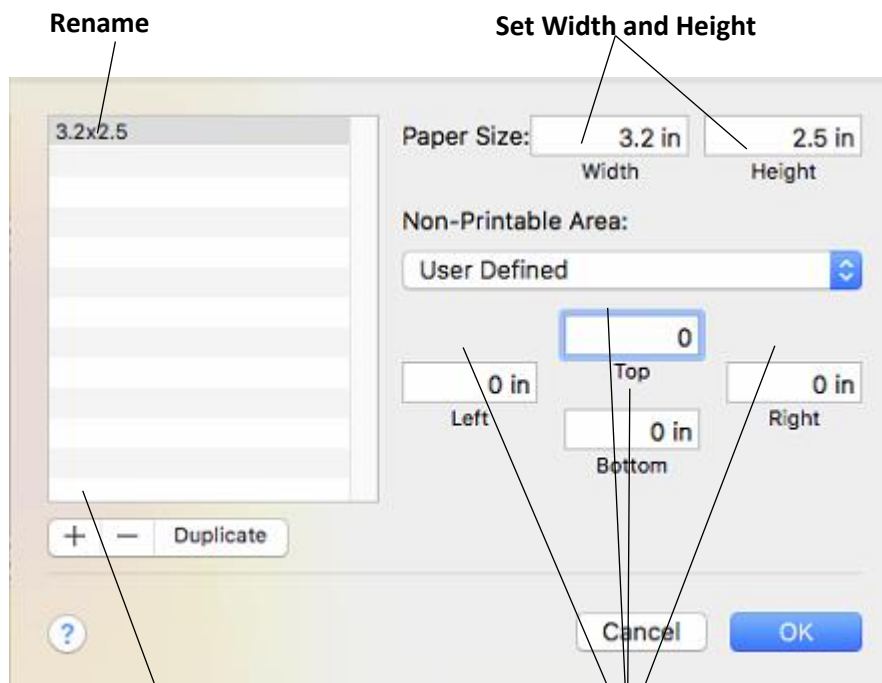 Rename
Set Width and Height
3.2x2.5
Paper Size: 3.2 in 2.5 in
Width Height
Non-Printable Area:
User Defined
0
Top
0 in 0 in
Left Right
0 in
Bottom
+ − Duplicate
? Cancel OK